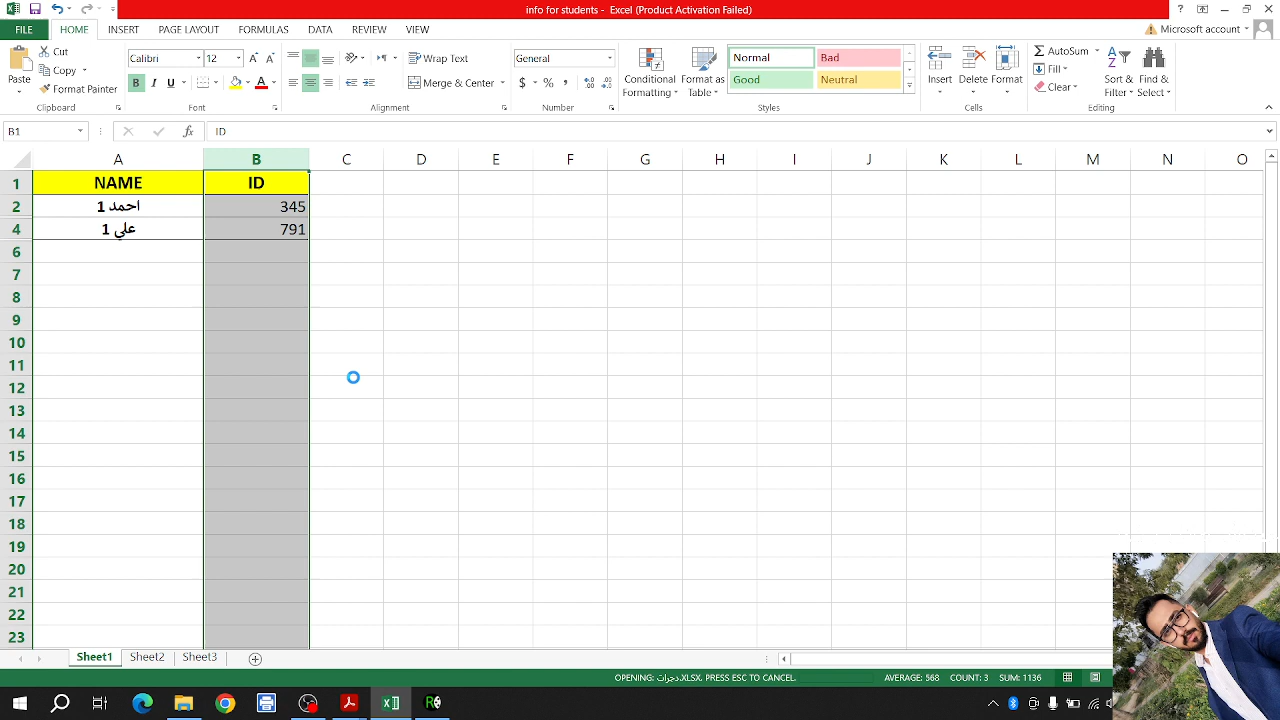 info for students - Excel (Product Activation Failed)
FILE HOME INSERT PAGE LAYOUT FORMULAS DATA REVIEW VIEW Microsoft account
Paste Cut Copy Format Painter
Calibri 12 B I U
Wrap Text Merge & Center
General $ %
Conditional Formatting Format as Table
Normal Bad Good Neutral
Insert Delete Format
AutoSum Fill Clear Sort & Filter Find & Select
Clipboard Font Alignment Number Styles Cells Editing
B1 fx ID
A B C D E F G H I J K L M N O
1 NAME ID
2 احمد 1 345
4 علي 1 791
6
7
8
9
10
11
12
13
14
15
16
17
18
19
20
21
22
23
Sheet1 Sheet2 Sheet3
OPENING: دجرات.XLSX. PRESS ESC TO CANCEL. AVERAGE: 568 COUNT: 3 SUM: 1136